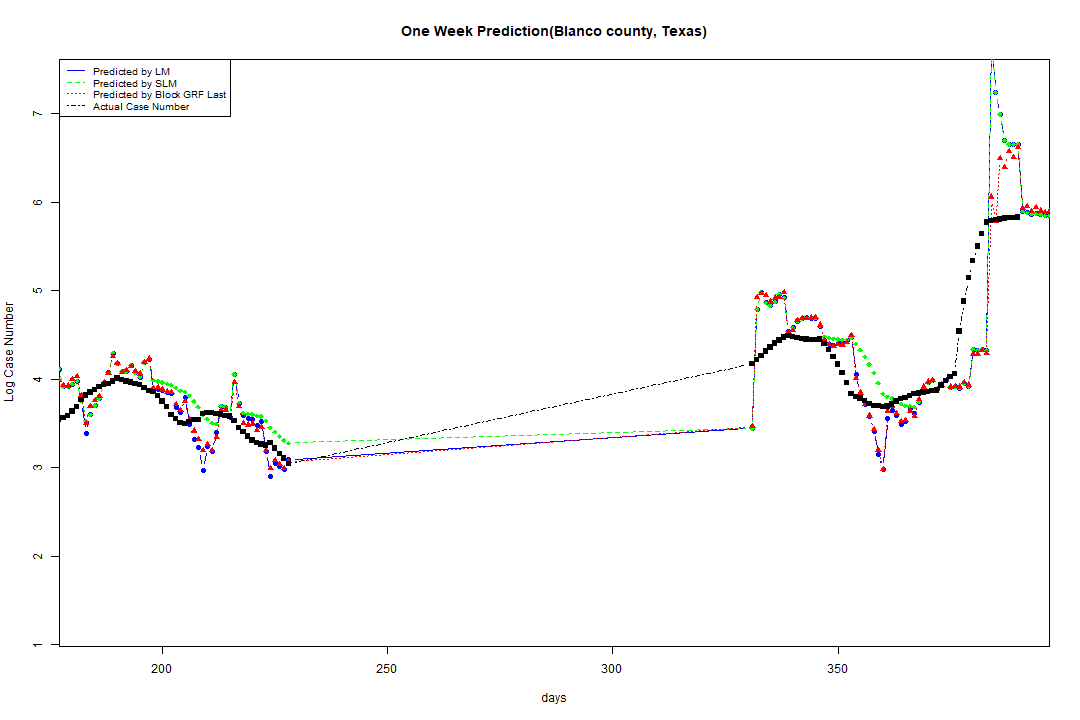 One Week Prediction(Blanco county, Texas)
Predicted by LM
Predicted by SLM
Predicted by Block GRF Last
Actual Case Number
7
6
5
4
3
2
1
Log Case Number
200 250 300 350
days